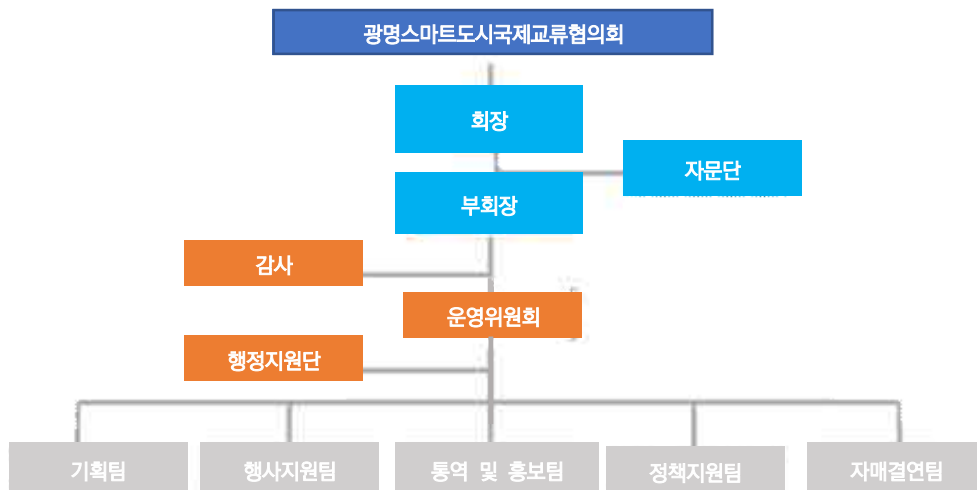 광명스마트도시국제교류협의회
회장
자문단
부회장
감사
운영위원회
행정지원단
기획팀
행사지원팀
통역 및 홍보팀
정책지원팀
자매결연팀